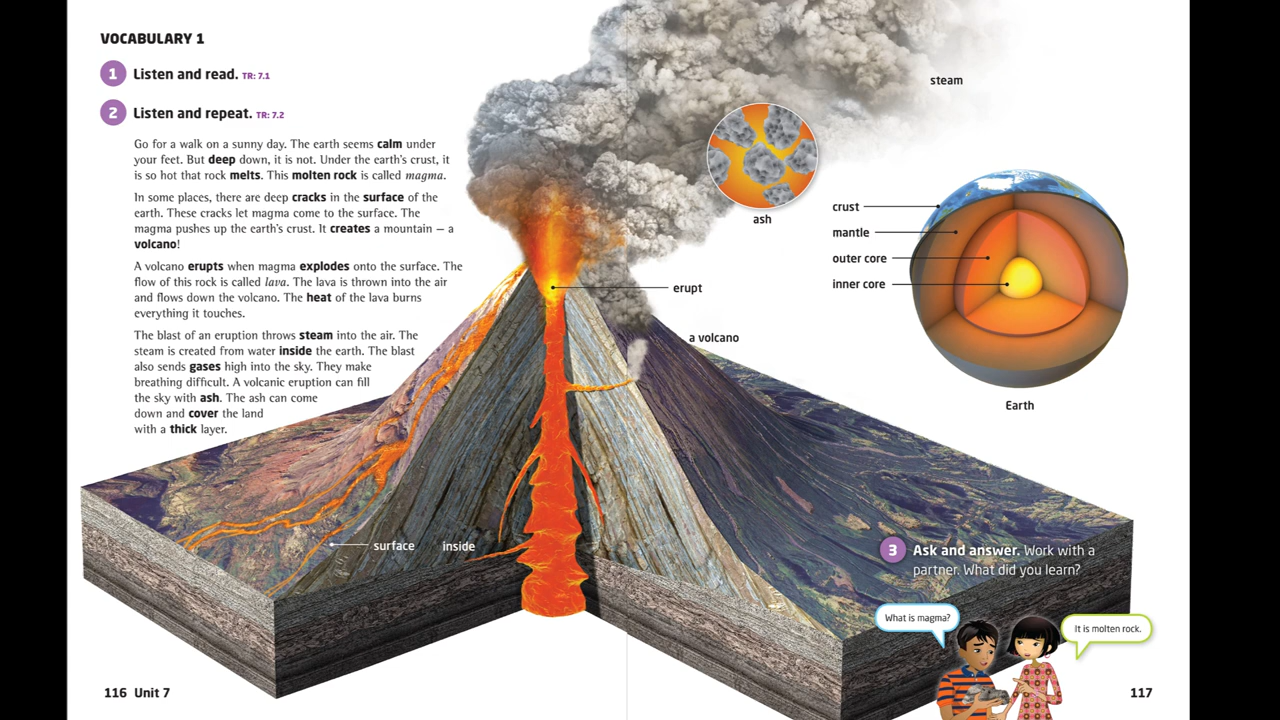 VOCABULARY 1
1 Listen and read. TR: 7.1
2 Listen and repeat. TR: 7.2
Go for a walk on a sunny day. The earth seems calm under
your feet. But deep down, it is not. Under the earth's crust, it
is so hot that rock melts. This molten rock is called magma.
In some places, there are deep cracks in the surface of the
earth. These cracks let magma come to the surface. The
magma pushes up the earth's crust. It creates a mountain — a
volcano!
A volcano erupts when magma explodes onto the surface. The
flow of this rock is called lava. The lava is thrown into the air
and flows down the volcano. The heat of the lava burns
everything it touches.
The blast of an eruption throws steam into the air. The
steam is created from water inside the earth. The blast
also sends gases high into the sky. They make
breathing difficult. A volcanic eruption can fill
the sky with ash. The ash can come
down and cover the land
with a thick layer.
steam
ash
crust
mantle
outer core
inner core
Earth
erupt
a volcano
surface
inside
3 Ask and answer. Work with a
partner. What did you learn?
What is magma?
It is molten rock.
116 Unit 7
117